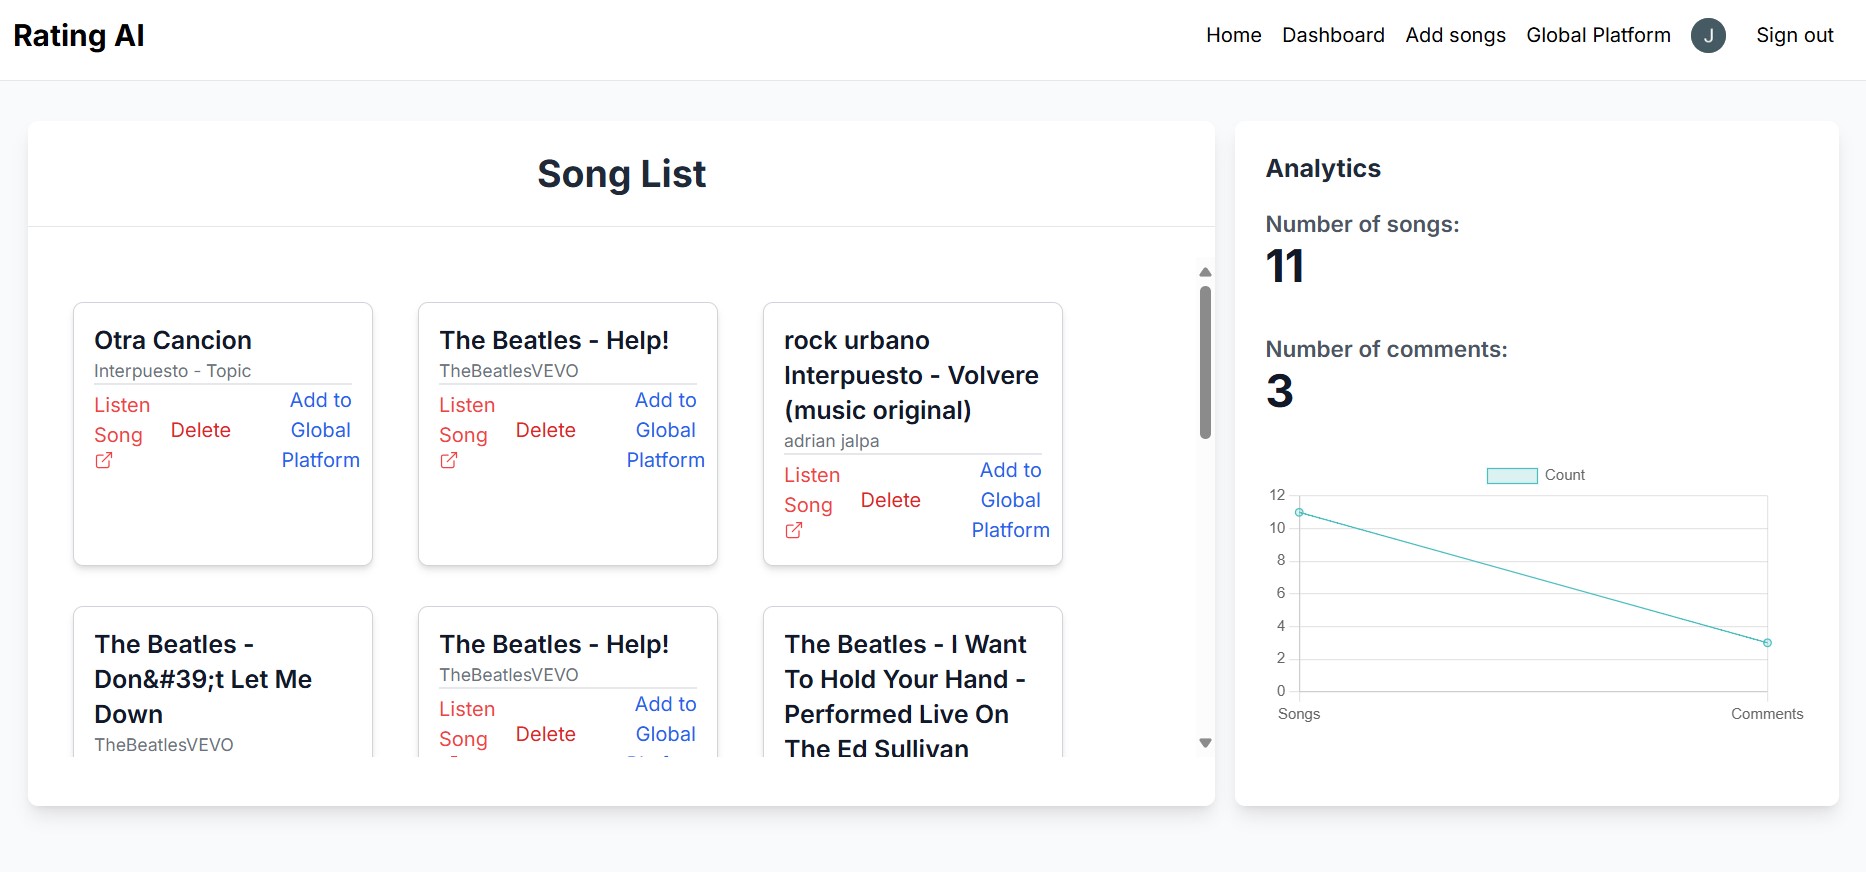 Rating AI
Home Dashboard Add songs Global Platform J Sign out
Song List
Otra Cancion
Interpuesto - Topic
Listen
Song
Delete
Add to
Global
Platform
The Beatles - Help!
TheBeatlesVEVO
Listen
Song
Delete
Add to
Global
Platform
rock urbano
Interpuesto - Volvere
(music original)
adrian jalpa
Listen
Song
Delete
Add to
Global
Platform
The Beatles -
Don&#39;t Let Me
Down
TheBeatlesVEVO
The Beatles - Help!
TheBeatlesVEVO
Listen
Song
Delete
Add to
Global
The Beatles - I Want
To Hold Your Hand -
Performed Live On
The Ed Sullivan
Analytics
Number of songs:
11
Number of comments:
3
Count
12
10
8
6
4
2
0
Songs
Comments